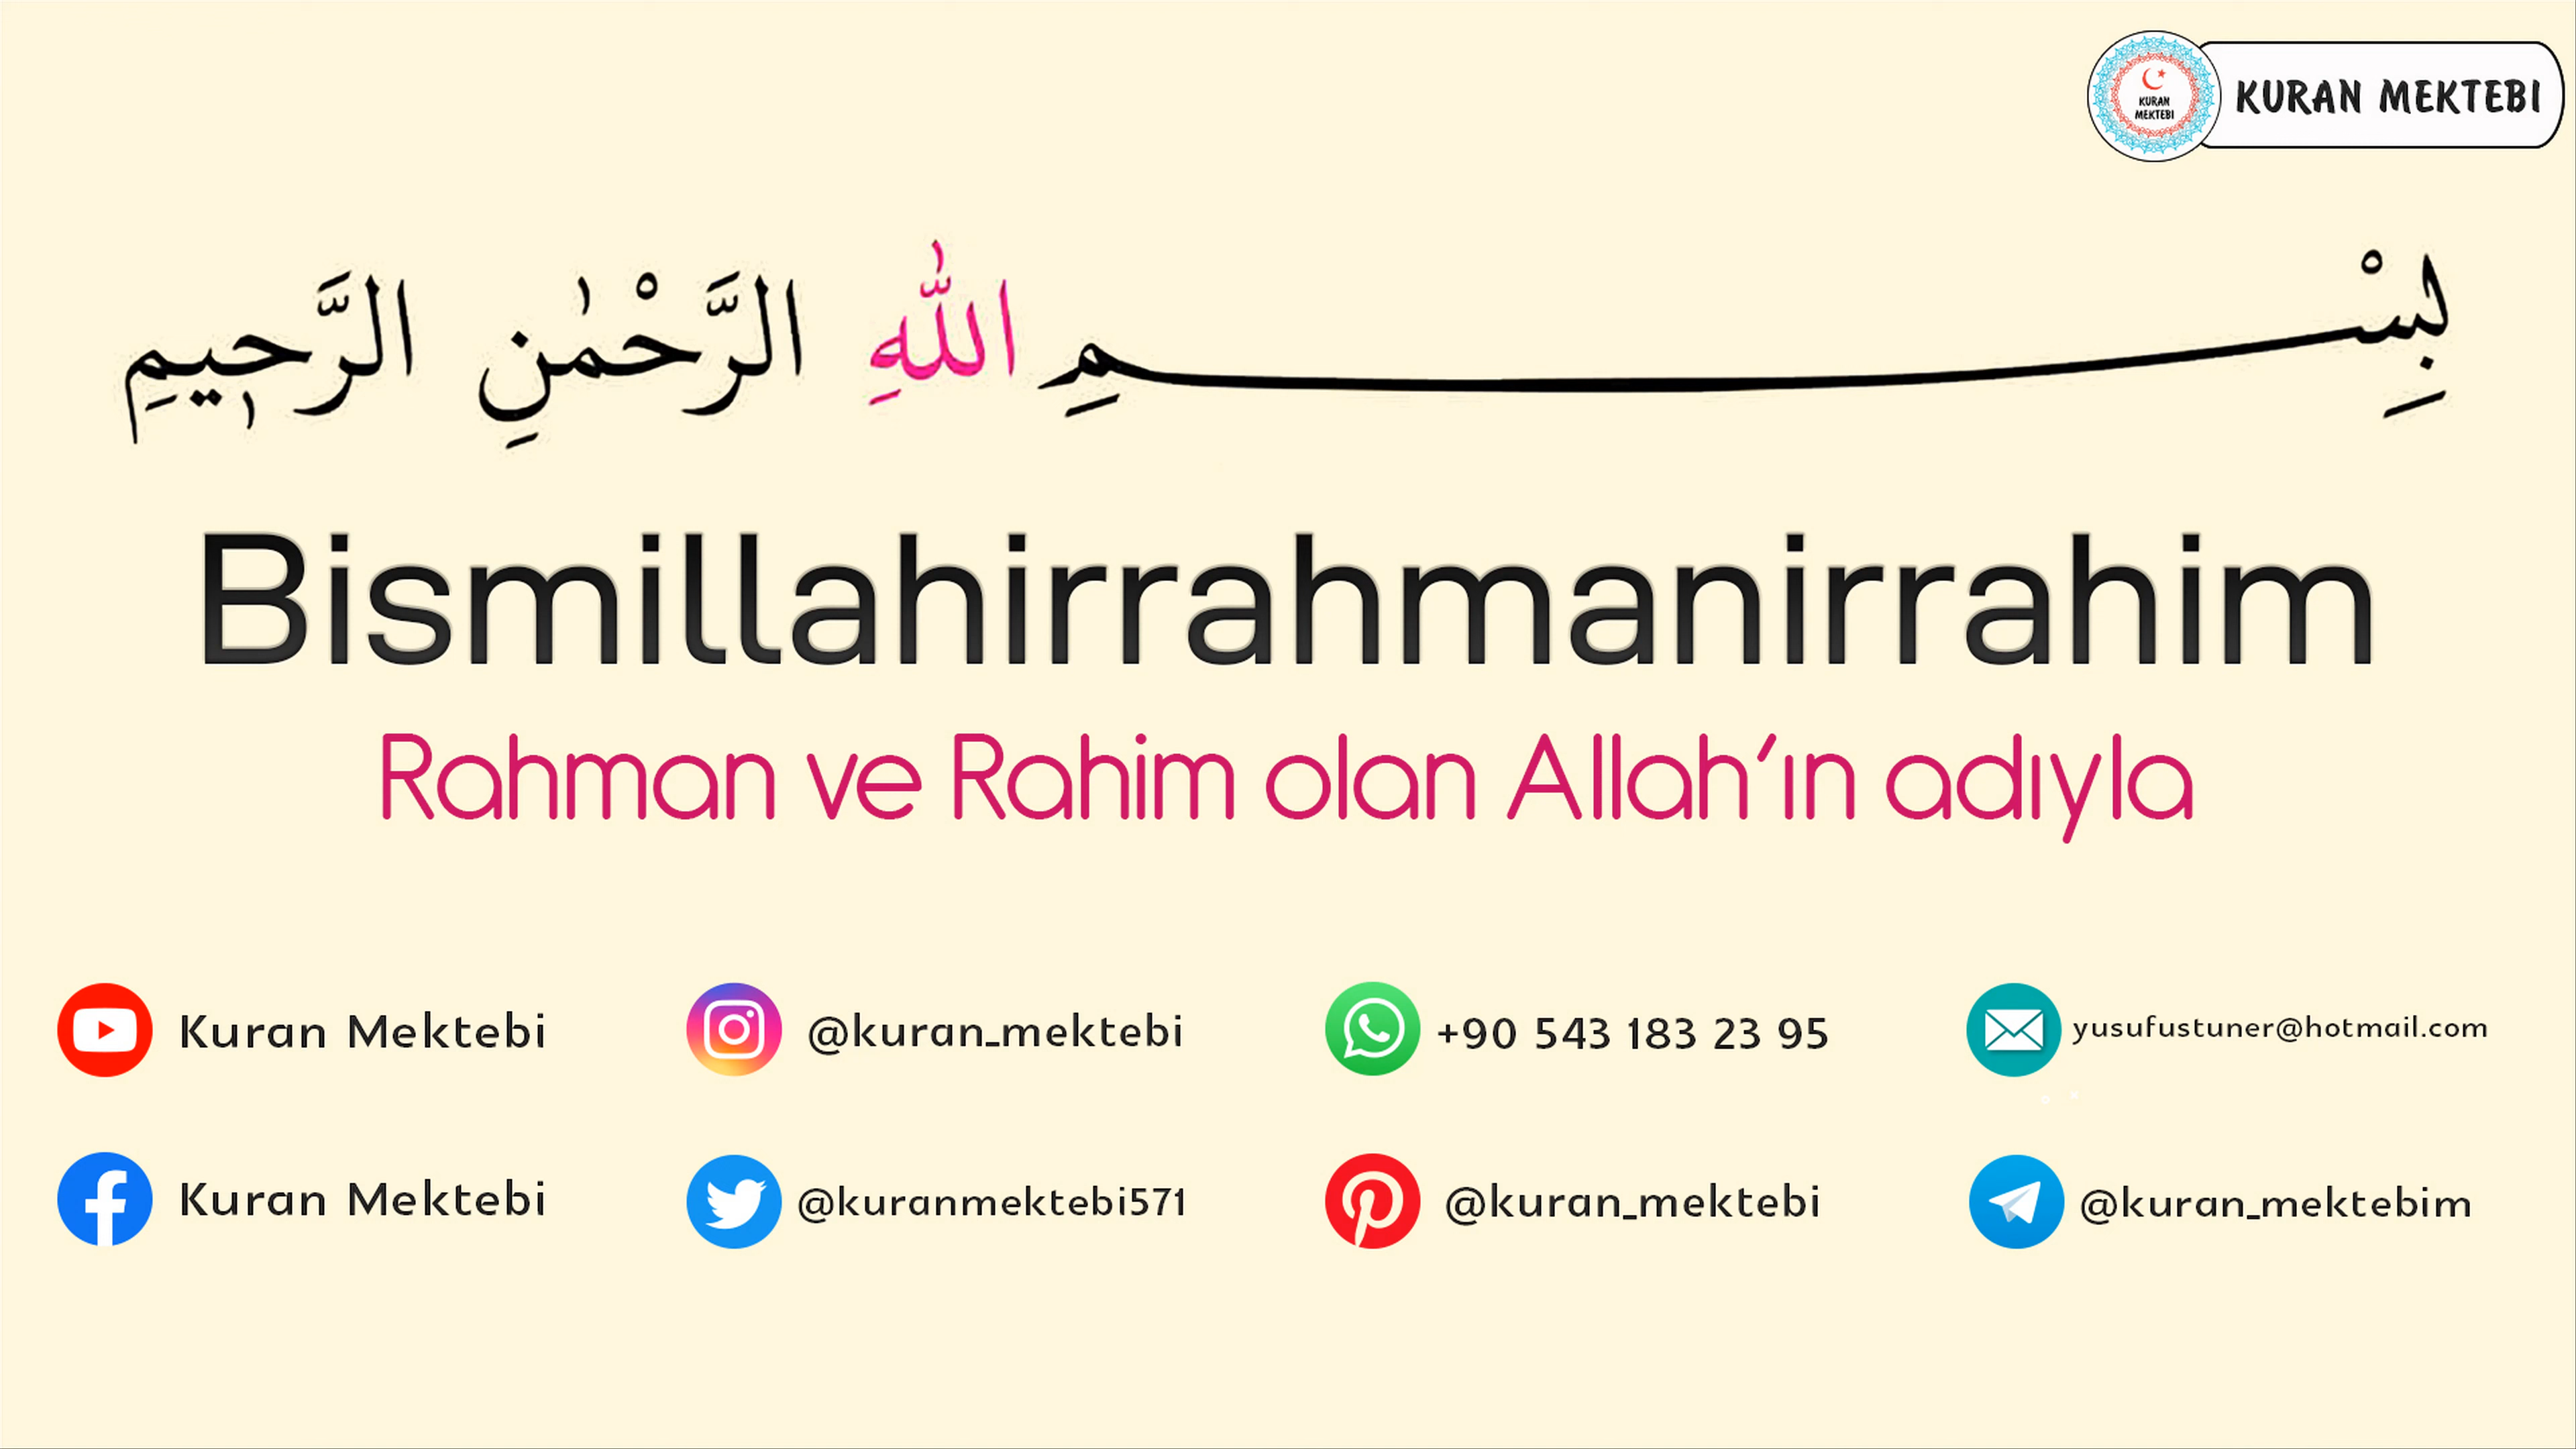 KURAN MEKTEBI
KURAN
MEKTEBI
بِسْمِ اللّٰهِ الرَّحْمٰنِ الرَّحٖيمِ
Bismillahirrahmanirrahim
Rahman ve Rahim olan Allah'ın adıyla
Kuran Mektebi @kuran_mektebi +90 543 183 23 95 yusufustuner@hotmail.com
Kuran Mektebi @kuranmektebi571 @kuran_mektebi @kuran_mektebim